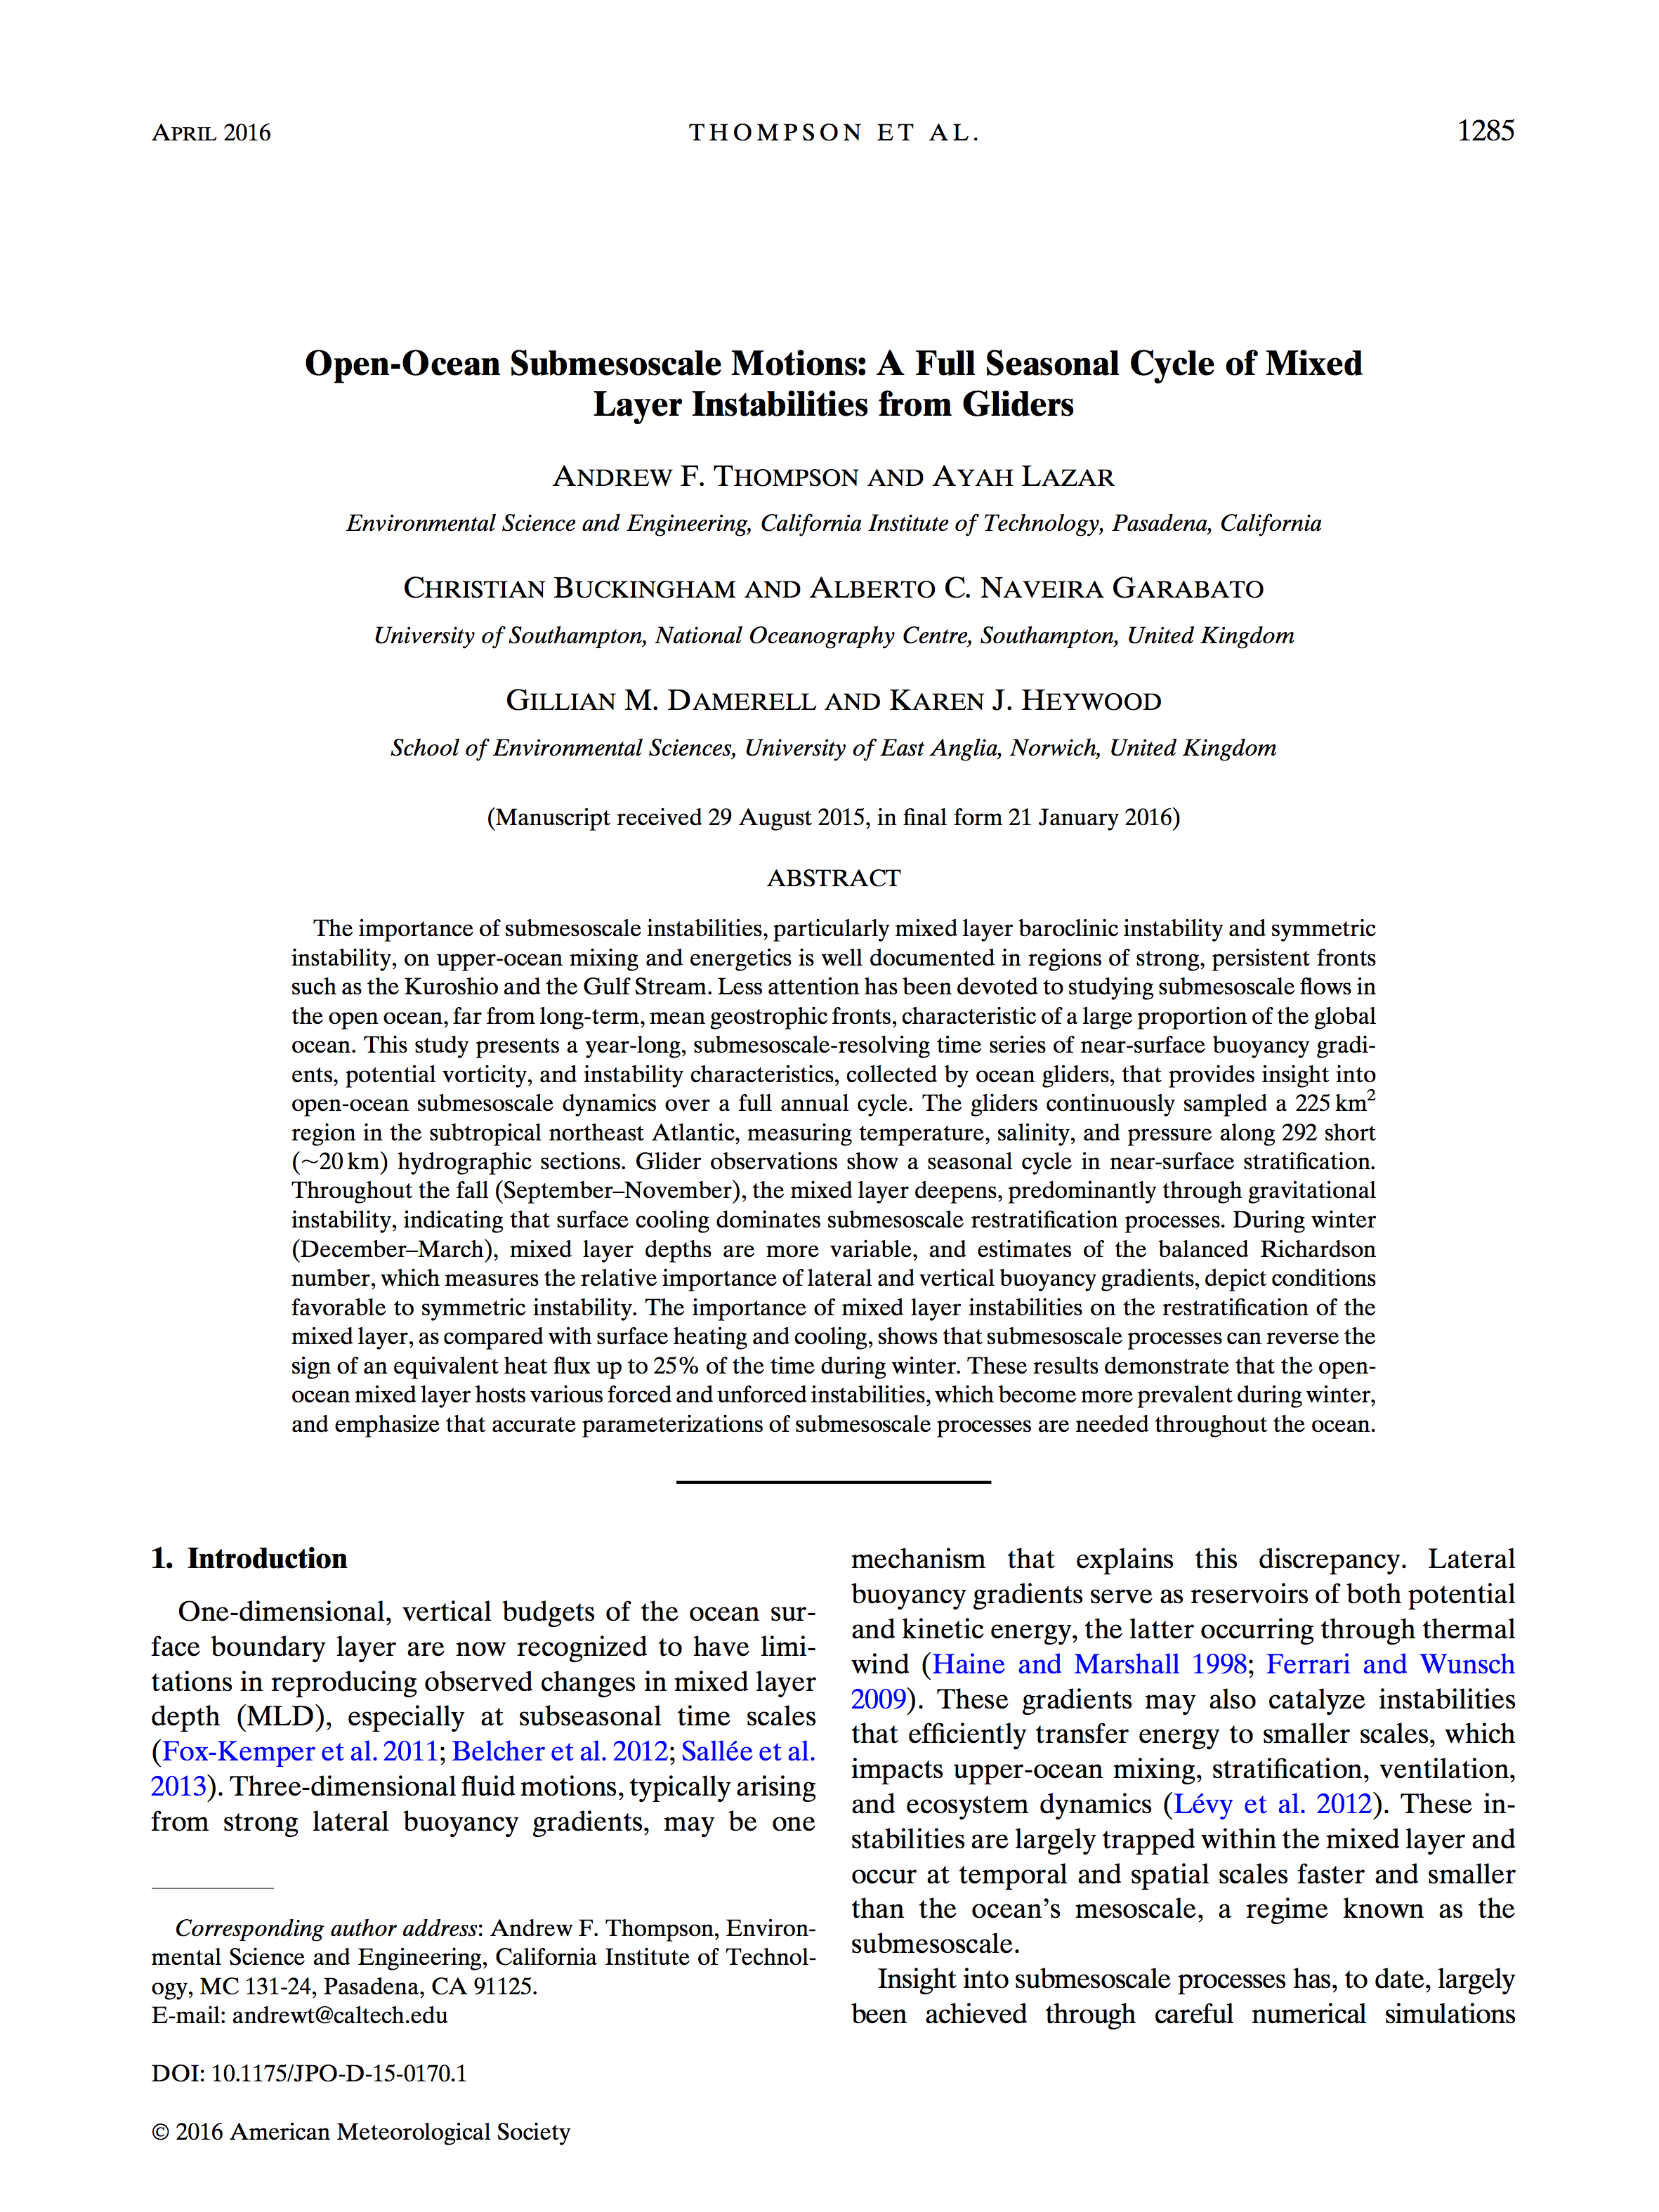 APRIL 2016
THOMPSON ET AL.
1285
Open-Ocean Submesoscale Motions: A Full Seasonal Cycle of Mixed
Layer Instabilities from Gliders
ANDREW F. THOMPSON AND AYAH LAZAR
Environmental Science and Engineering, California Institute of Technology, Pasadena, California
CHRISTIAN BUCKINGHAM AND ALBERTO C. NAVEIRA GARABATO
University of Southampton, National Oceanography Centre, Southampton, United Kingdom
GILLIAN M. DAMERELL AND KAREN J. HEYWOOD
School of Environmental Sciences, University of East Anglia, Norwich, United Kingdom
(Manuscript received 29 August 2015, in final form 21 January 2016)
ABSTRACT
The importance of submesoscale instabilities, particularly mixed layer baroclinic instability and symmetric
instability, on upper-ocean mixing and energetics is well documented in regions of strong, persistent fronts
such as the Kuroshio and the Gulf Stream. Less attention has been devoted to studying submesoscale flows in
the open ocean, far from long-term, mean geostrophic fronts, characteristic of a large proportion of the global
ocean. This study presents a year-long, submesoscale-resolving time series of near-surface buoyancy gradi-
ents, potential vorticity, and instability characteristics, collected by ocean gliders, that provides insight into
open-ocean submesoscale dynamics over a full annual cycle. The gliders continuously sampled a 225 km²
region in the subtropical northeast Atlantic, measuring temperature, salinity, and pressure along 292 short
(~20 km) hydrographic sections. Glider observations show a seasonal cycle in near-surface stratification.
Throughout the fall (September–November), the mixed layer deepens, predominantly through gravitational
instability, indicating that surface cooling dominates submesoscale restratification processes. During winter
(December–March), mixed layer depths are more variable, and estimates of the balanced Richardson
number, which measures the relative importance of lateral and vertical buoyancy gradients, depict conditions
favorable to symmetric instability. The importance of mixed layer instabilities on the restratification of the
mixed layer, as compared with surface heating and cooling, shows that submesoscale processes can reverse the
sign of an equivalent heat flux up to 25% of the time during winter. These results demonstrate that the open-
ocean mixed layer hosts various forced and unforced instabilities, which become more prevalent during winter,
and emphasize that accurate parameterizations of submesoscale processes are needed throughout the ocean.
1. Introduction
One-dimensional, vertical budgets of the ocean sur-
face boundary layer are now recognized to have limi-
tations in reproducing observed changes in mixed layer
depth (MLD), especially at subseasonal time scales
(Fox-Kemper et al. 2011; Belcher et al. 2012; Sallée et al.
2013). Three-dimensional fluid motions, typically arising
from strong lateral buoyancy gradients, may be one
Corresponding author address: Andrew F. Thompson, Environ-
mental Science and Engineering, California Institute of Technol-
ogy, MC 131-24, Pasadena, CA 91125.
E-mail: andrewt@caltech.edu
DOI: 10.1175/JPO-D-15-0170.1
© 2016 American Meteorological Society
mechanism that explains this discrepancy. Lateral
buoyancy gradients serve as reservoirs of both potential
and kinetic energy, the latter occurring through thermal
wind (Haine and Marshall 1998; Ferrari and Wunsch
2009). These gradients may also catalyze instabilities
that efficiently transfer energy to smaller scales, which
impacts upper-ocean mixing, stratification, ventilation,
and ecosystem dynamics (Lévy et al. 2012). These in-
stabilities are largely trapped within the mixed layer and
occur at temporal and spatial scales faster and smaller
than the ocean's mesoscale, a regime known as the
submesoscale.
Insight into submesoscale processes has, to date, largely
been achieved through careful numerical simulations